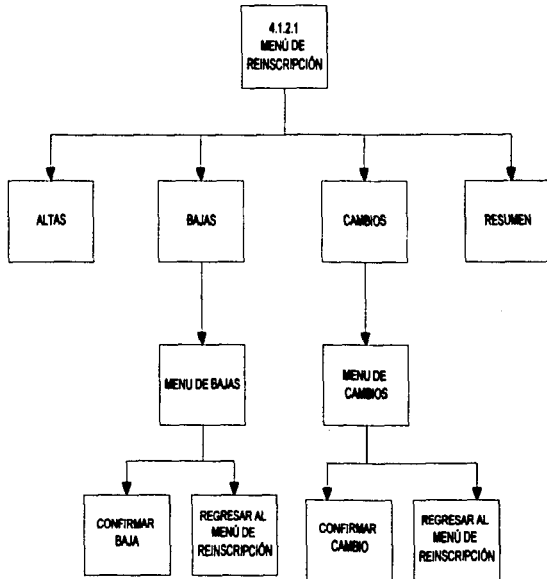 4.1.2.1
MENÚ DE
REINSCRIPCIÓN
ALTAS
BAJAS
CAMBIOS
RESUMEN
MENU DE BAJAS
MENU DE
CAMBIOS
CONFIRMAR
BAJA
REGRESAR AL
MENÚ DE
REINSCRIPCIÓN
CONFIRMAR
CAMBIO
REGRESAR AL
MENÚ DE
REINSCRIPCIÓN